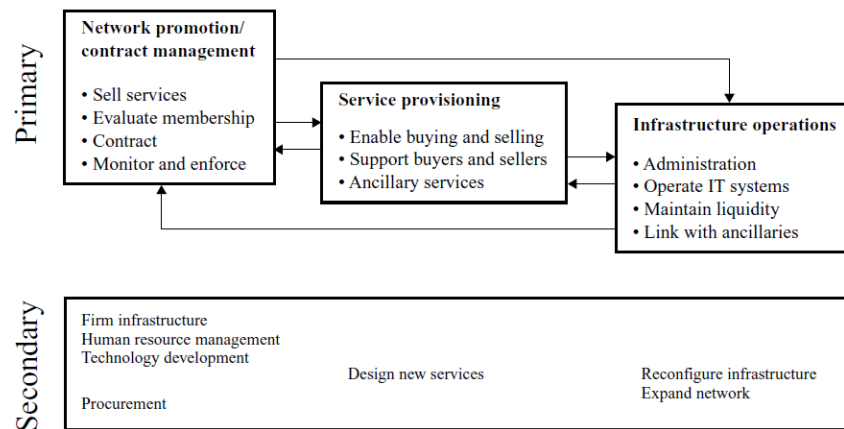 Primary
Network promotion/
contract management
• Sell services
• Evaluate membership
• Contract
• Monitor and enforce
Service provisioning
• Enable buying and selling
• Support buyers and sellers
• Ancillary services
Infrastructure operations
• Administration
• Operate IT systems
• Maintain liquidity
• Link with ancillaries
Secondary
Firm infrastructure
Human resource management
Technology development
Procurement
Design new services
Reconfigure infrastructure
Expand network